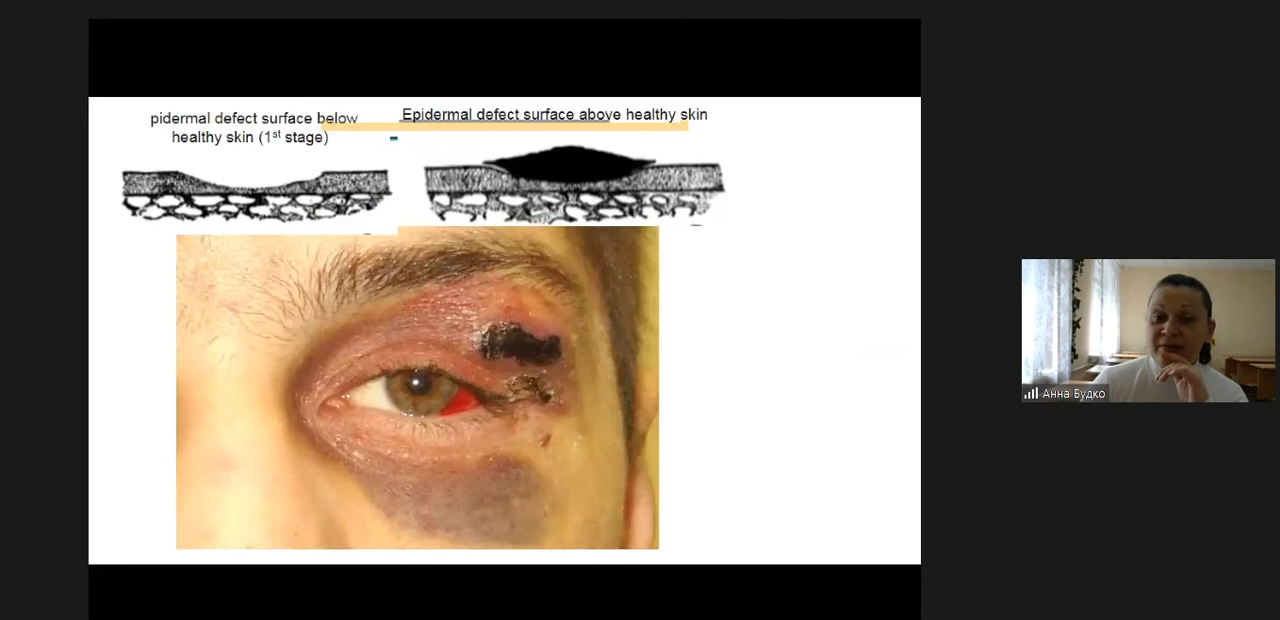 pidermal defect surface below
healthy skin (1st stage)
Epidermal defect surface above healthy skin
Анна Будко